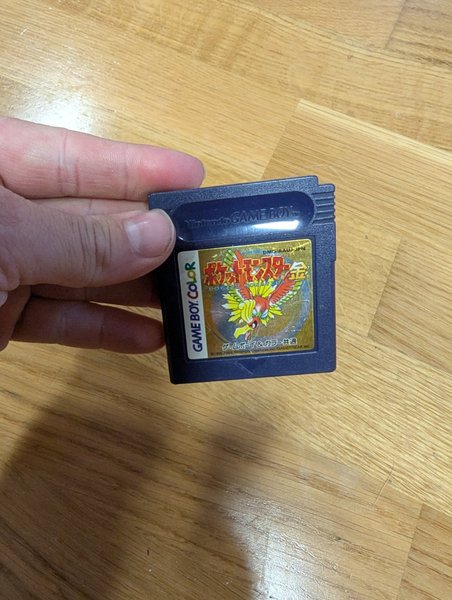 Nintendo GAME BOY
DMG-AAUJ-JPN
ポケットモンスター金
GAME BOY COLOR
ゲームボーイ&カラー共通